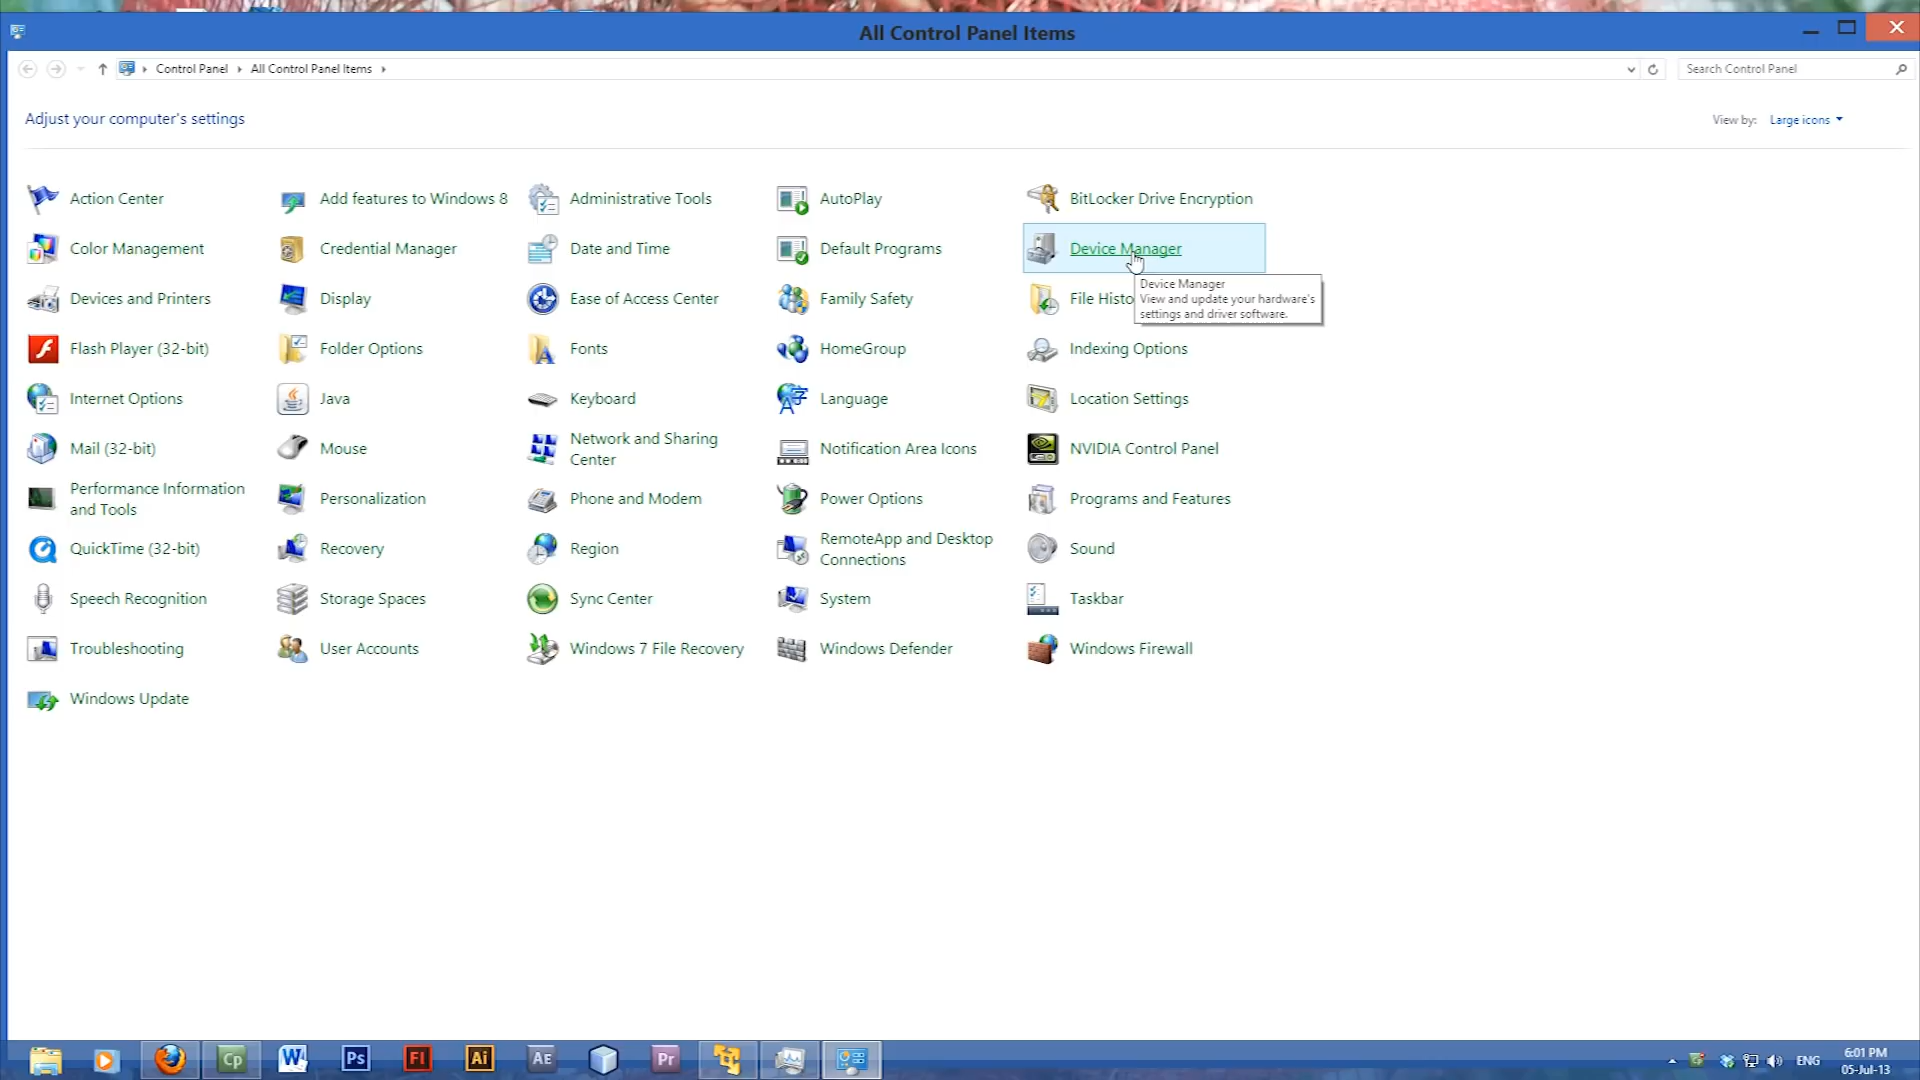 All Control Panel Items
Control Panel
All Control Panel Items
Search Control Panel
Adjust your computer's settings
View by: Large icons
Action Center
Add features to Windows 8
Administrative Tools
AutoPlay
BitLocker Drive Encryption
Color Management
Credential Manager
Date and Time
Default Programs
Device Manager
Devices and Printers
Display
Ease of Access Center
Family Safety
File Histo
Device Manager
View and update your hardware's
settings and driver software.
Flash Player (32-bit)
Folder Options
Fonts
HomeGroup
Indexing Options
Internet Options
Java
Keyboard
Language
Location Settings
Mail (32-bit)
Mouse
Network and Sharing
Center
Notification Area Icons
NVIDIA Control Panel
Performance Information
and Tools
Personalization
Phone and Modem
Power Options
Programs and Features
QuickTime (32-bit)
Recovery
Region
RemoteApp and Desktop
Connections
Sound
Speech Recognition
Storage Spaces
Sync Center
System
Taskbar
Troubleshooting
User Accounts
Windows 7 File Recovery
Windows Defender
Windows Firewall
Windows Update
Cp
W
Ps
Fl
Ai
AE
Pr
ENG
6:01 PM
05-Jul-13